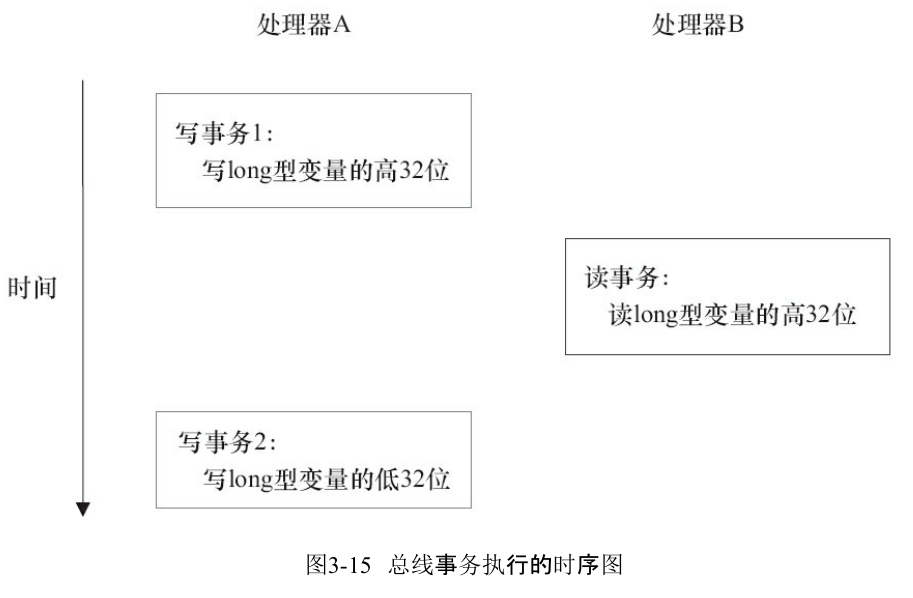 处理器A
处理器B
写事务1：
写long型变量的高32位
读事务：
读long型变量的高32位
时间
写事务2：
写long型变量的低32位
图3-15 总线事务执行的时序图